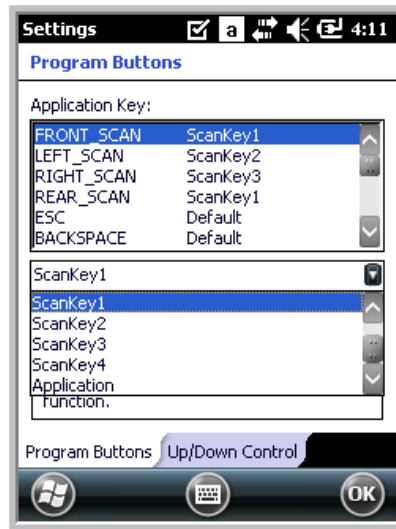 Settings a 4:11
Program Buttons
Application Key:
FRONT_SCAN ScanKey1
LEFT_SCAN ScanKey2
RIGHT_SCAN ScanKey3
REAR_SCAN ScanKey1
ESC Default
BACKSPACE Default
ScanKey1
ScanKey1
ScanKey2
ScanKey3
ScanKey4
Application
function.
Program Buttons Up/Down Control
OK